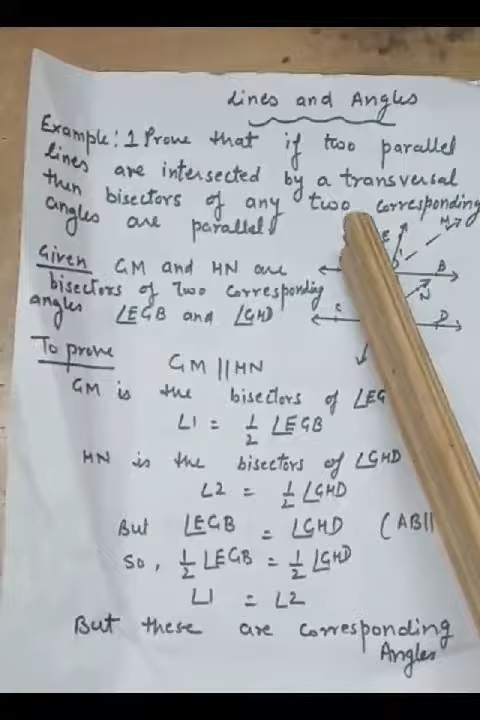 Lines and Angles
Example: 1 Prove that if two parallel
lines are intersected by a transversal
then bisectors of any two corresponding
angles are parallel
E M
B
Given GM and HN are
bisectors of two corresponding
N
angles ∠EGB and ∠GHD
C D
To prove GM || HN
GM is the bisectors of ∠EG
∠1 = 1/2 ∠EGB
HN is the bisectors of ∠GHD
∠2 = 1/2 ∠GHD
But ∠EGB = ∠GHD (AB||
So, 1/2 ∠EGB = 1/2 ∠GHD
∠1 = ∠2
But these are corresponding
Angles